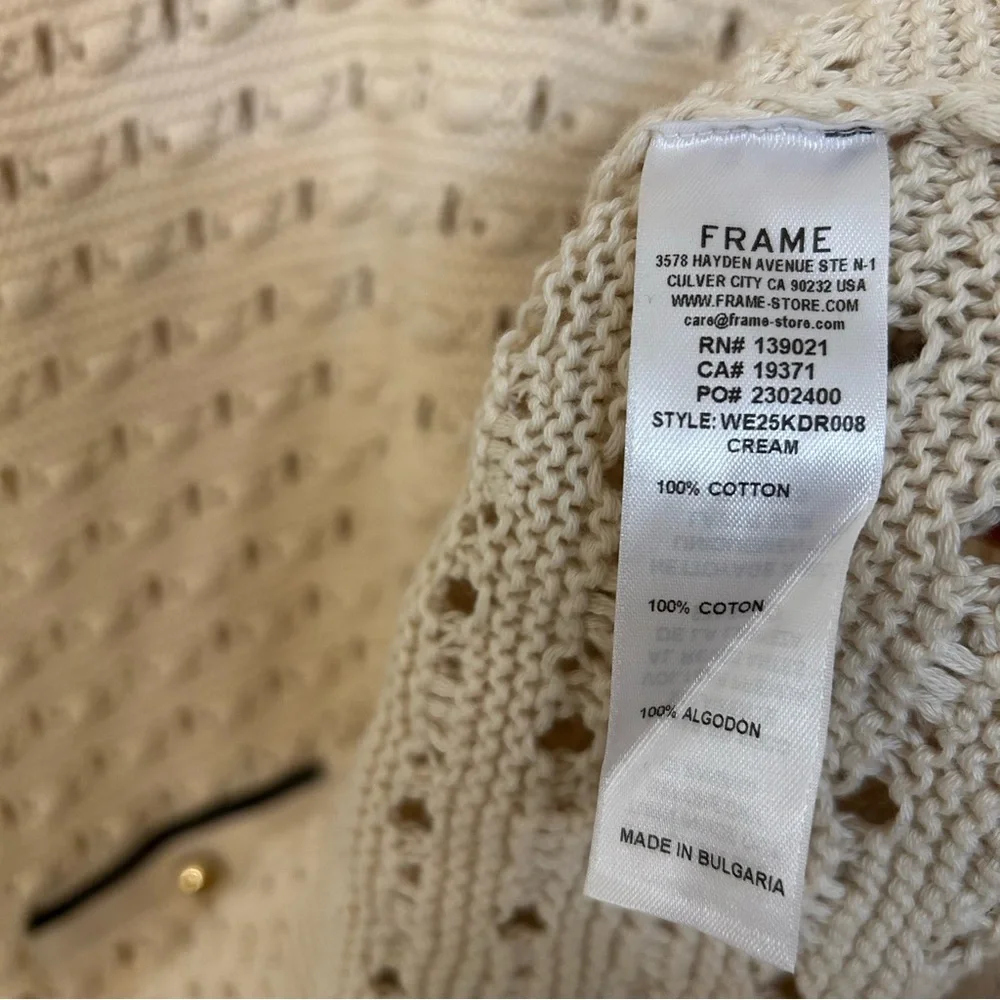 FRAME
3578 HAYDEN AVENUE STE N-1
CULVER CITY CA 90232 USA
WWW.FRAME-STORE.COM
care@frame-store.com
RN# 139021
CA# 19371
PO# 2302400
STYLE: WE25KDR008
CREAM
100% COTTON
100% COTON
100% ALGODON
MADE IN BULGARIA